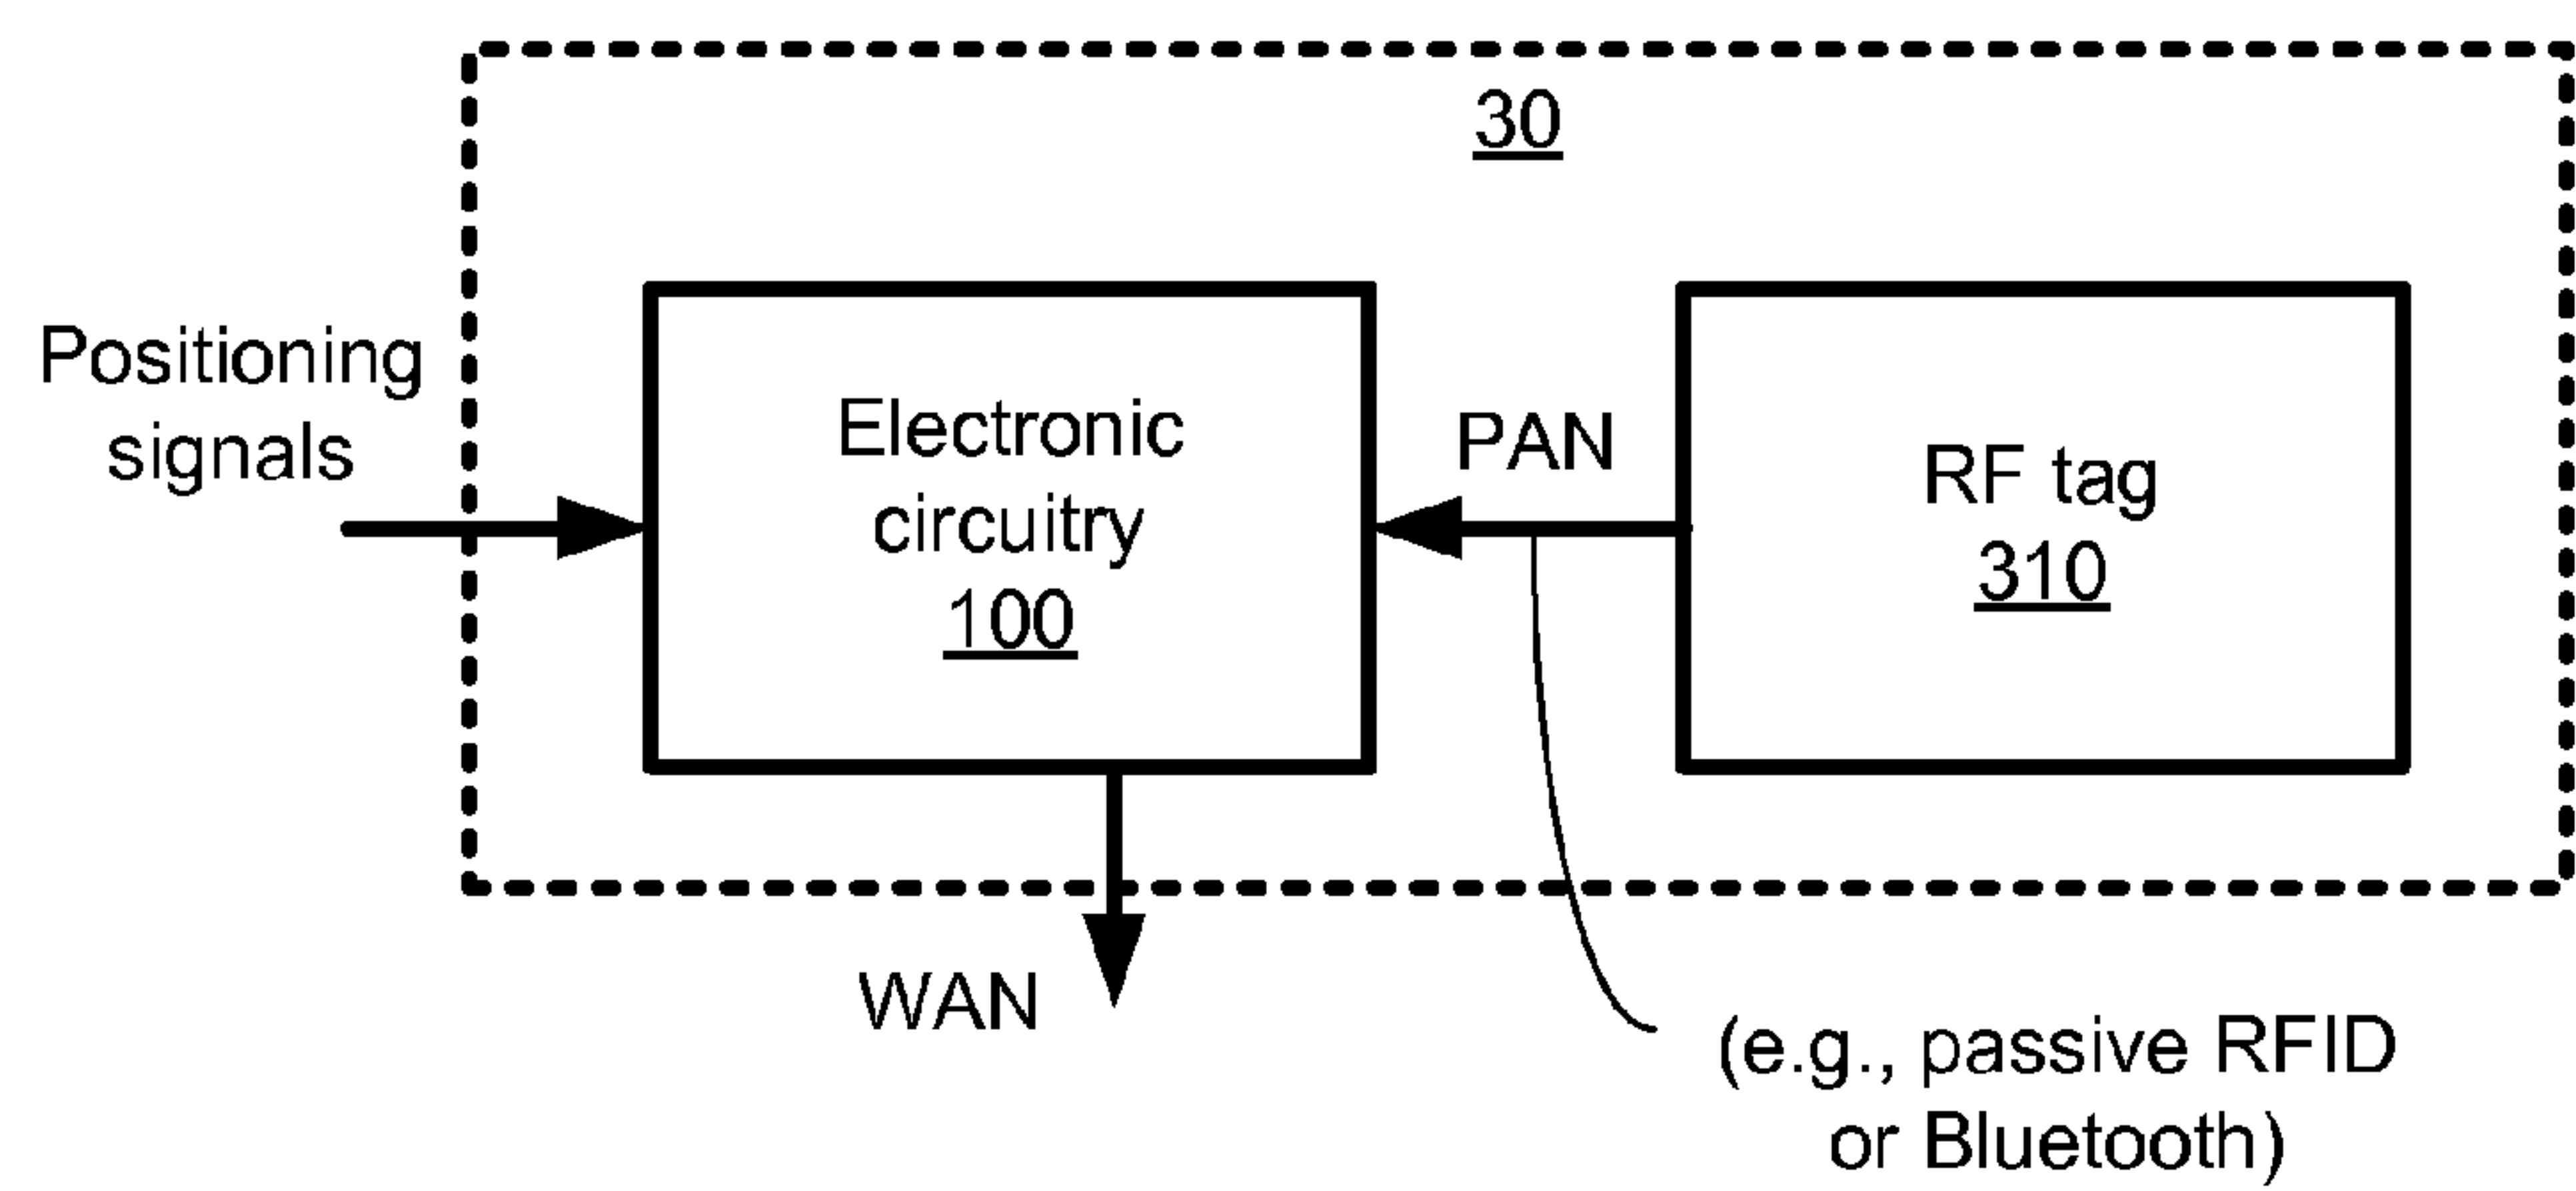 30
Positioning
signals
Electronic
circuitry
100
PAN
RF tag
310
WAN
(e.g., passive RFID
or Bluetooth)